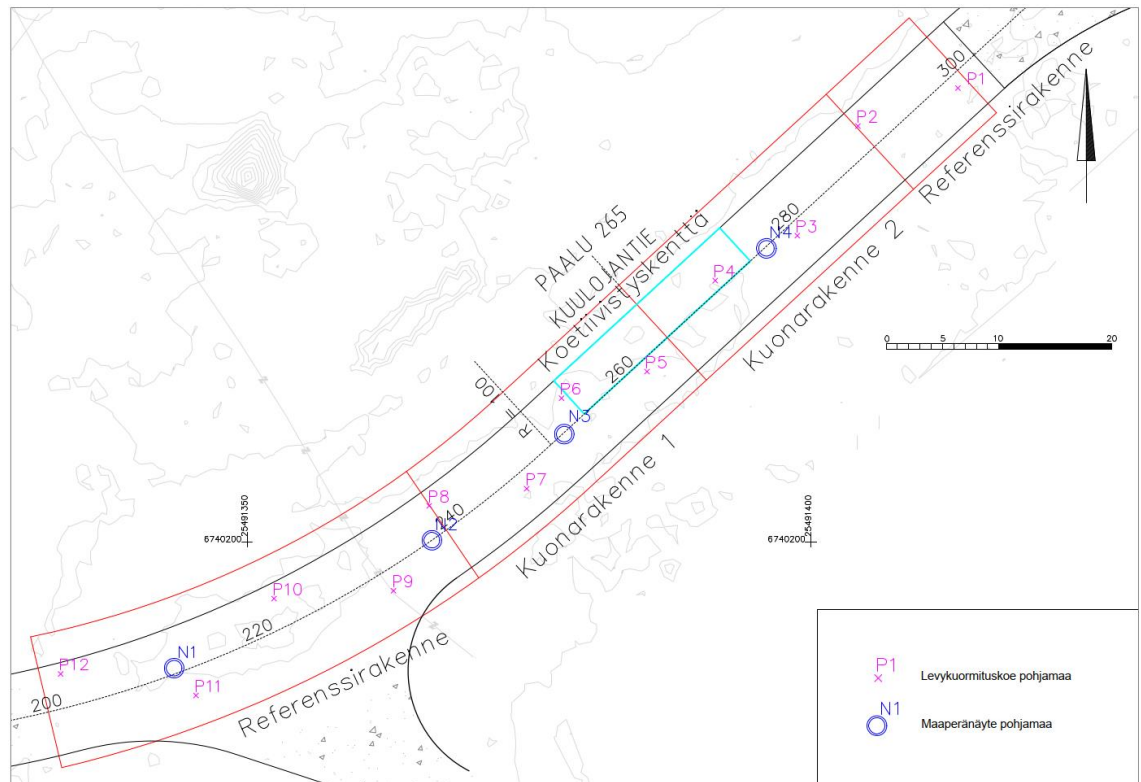 300
P1
P2
Referenssirakenne
280
P3
N4
Kuonarakenne 2
PAALU 265
KUULOJANTIE
Koetiivistyskenttä
P4
0 5 10 20
P5
260
P6
R = 100
N3
Kuonarakenne 1
P7
P8
240
N2
25491350
6740200
25491400
6740200
P9
P10
220
Referenssirakenne
N1
P11
P12
200
P1
Levykuormituskoe pohjamaa
N1
Maaperänäyte pohjamaa